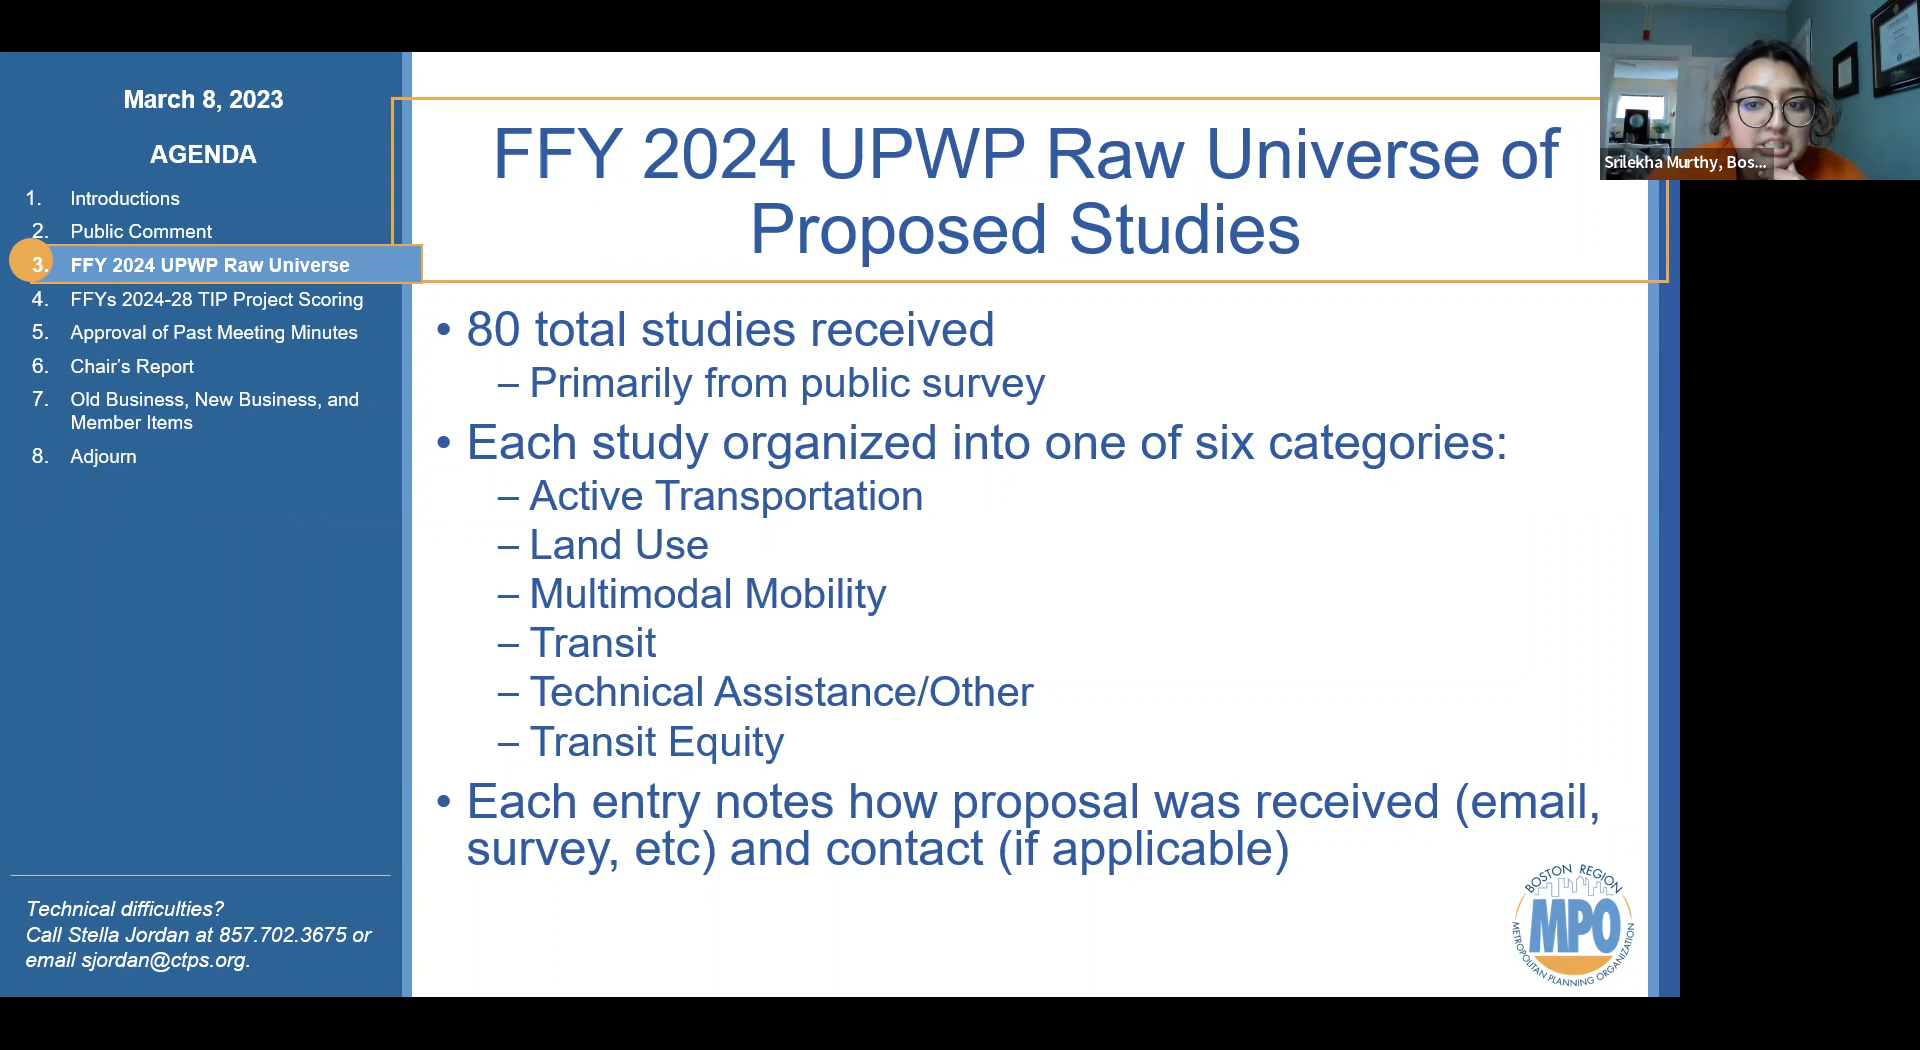 March 8, 2023
AGENDA
1. Introductions
2. Public Comment
3. FFY 2024 UPWP Raw Universe
4. FFYs 2024-28 TIP Project Scoring
5. Approval of Past Meeting Minutes
6. Chair's Report
7. Old Business, New Business, and
Member Items
8. Adjourn
Technical difficulties?
Call Stella Jordan at 857.702.3675 or
email sjordan@ctps.org.
FFY 2024 UPWP Raw Universe of
Proposed Studies
• 80 total studies received
– Primarily from public survey
• Each study organized into one of six categories:
– Active Transportation
– Land Use
– Multimodal Mobility
– Transit
– Technical Assistance/Other
– Transit Equity
• Each entry notes how proposal was received (email,
survey, etc) and contact (if applicable)
BOSTON REGION
MPO
METROPOLITAN PLANNING ORGANIZATION
Srilekha Murthy, Bos...